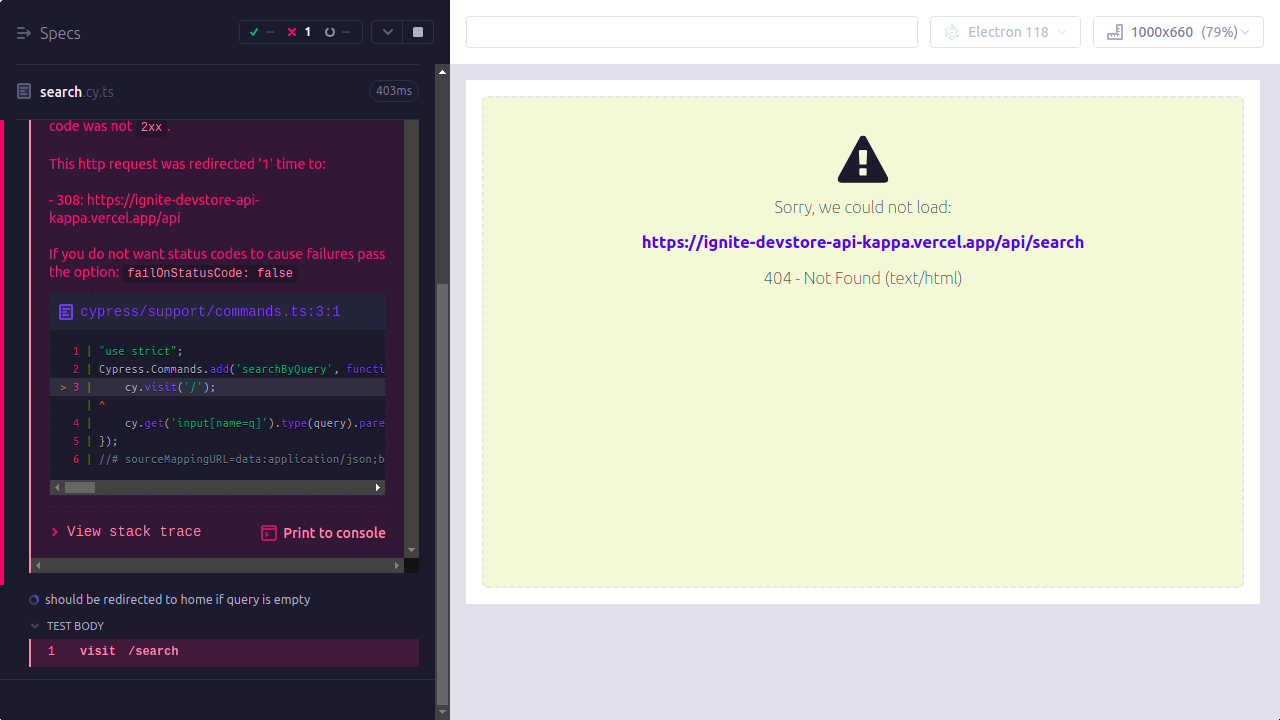 Specs
-- 1 --
search.cy.ts
403ms
code was not 2xx .
This http request was redirected '1' time to:
- 308: https://ignite-devstore-api-
kappa.vercel.app/api
If you do not want status codes to cause failures pass
the option: failOnStatusCode: false
cypress/support/commands.ts:3:1
1 | "use strict";
2 | Cypress.Commands.add('searchByQuery', functi
> 3 |     cy.visit('/');
| ^
4 |     cy.get('input[name=q]').type(query).pare
5 | });
6 | //# sourceMappingURL=data:application/json;b
View stack trace
Print to console
should be redirected to home if query is empty
TEST BODY
1 visit /search
Electron 118
1000x660 (79%)
Sorry, we could not load:
https://ignite-devstore-api-kappa.vercel.app/api/search
404 - Not Found (text/html)